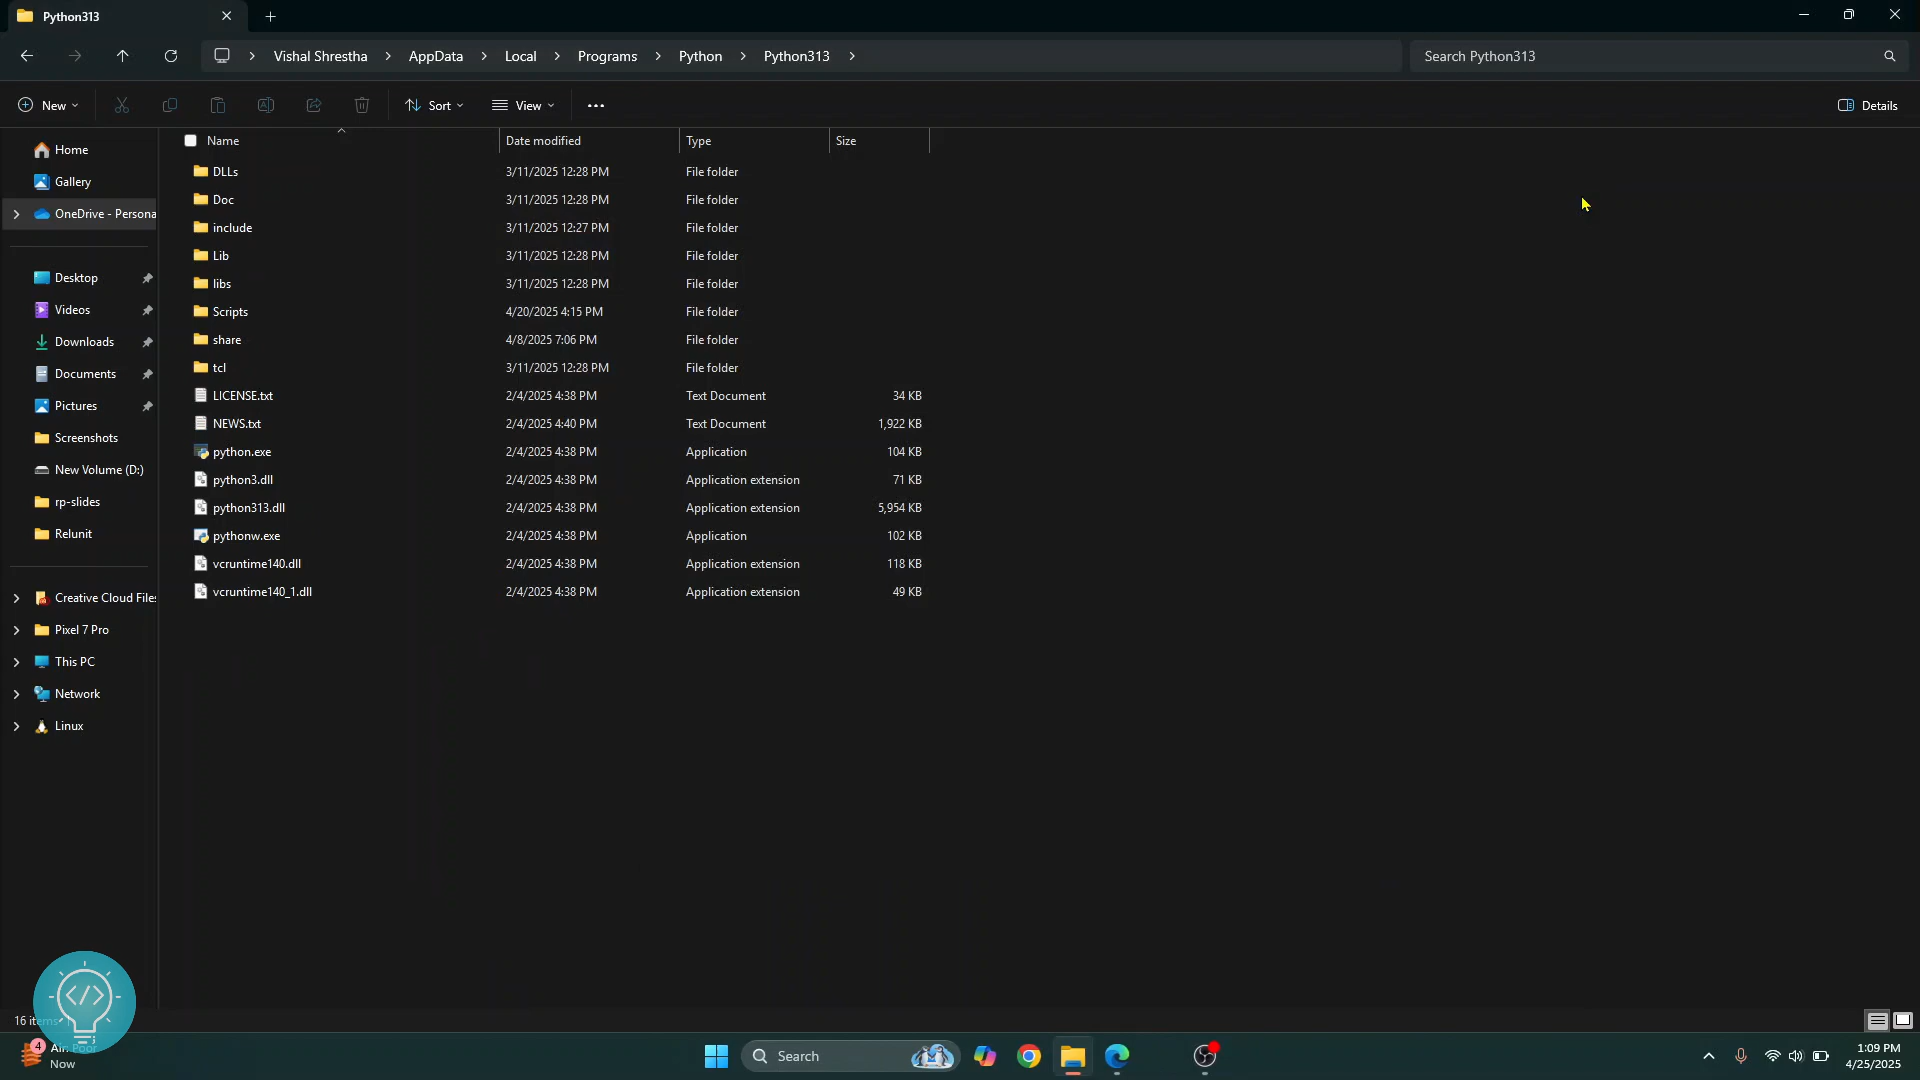 Python313
Vishal Shrestha > AppData > Local > Programs > Python > Python313 >
Search Python313
New
Sort
View
Details
Name Date modified Type Size
Home
Gallery
OneDrive - Persona
Desktop
Videos
Downloads
Documents
Pictures
Screenshots
New Volume (D:)
rp-slides
Relunit
Creative Cloud Files
Pixel 7 Pro
This PC
Network
Linux
DLLs 3/11/2025 12:28 PM File folder
Doc 3/11/2025 12:28 PM File folder
include 3/11/2025 12:27 PM File folder
Lib 3/11/2025 12:28 PM File folder
libs 3/11/2025 12:28 PM File folder
Scripts 4/20/2025 4:15 PM File folder
share 4/8/2025 7:06 PM File folder
tcl 3/11/2025 12:28 PM File folder
LICENSE.txt 2/4/2025 4:38 PM Text Document 34 KB
NEWS.txt 2/4/2025 4:40 PM Text Document 1,922 KB
python.exe 2/4/2025 4:38 PM Application 104 KB
python3.dll 2/4/2025 4:38 PM Application extension 71 KB
python313.dll 2/4/2025 4:38 PM Application extension 5,954 KB
pythonw.exe 2/4/2025 4:38 PM Application 102 KB
vcruntime140.dll 2/4/2025 4:38 PM Application extension 118 KB
vcruntime140_1.dll 2/4/2025 4:38 PM Application extension 49 KB
</>
16 items
4
Air: Poor
Now
Search
1:09 PM
4/25/2025